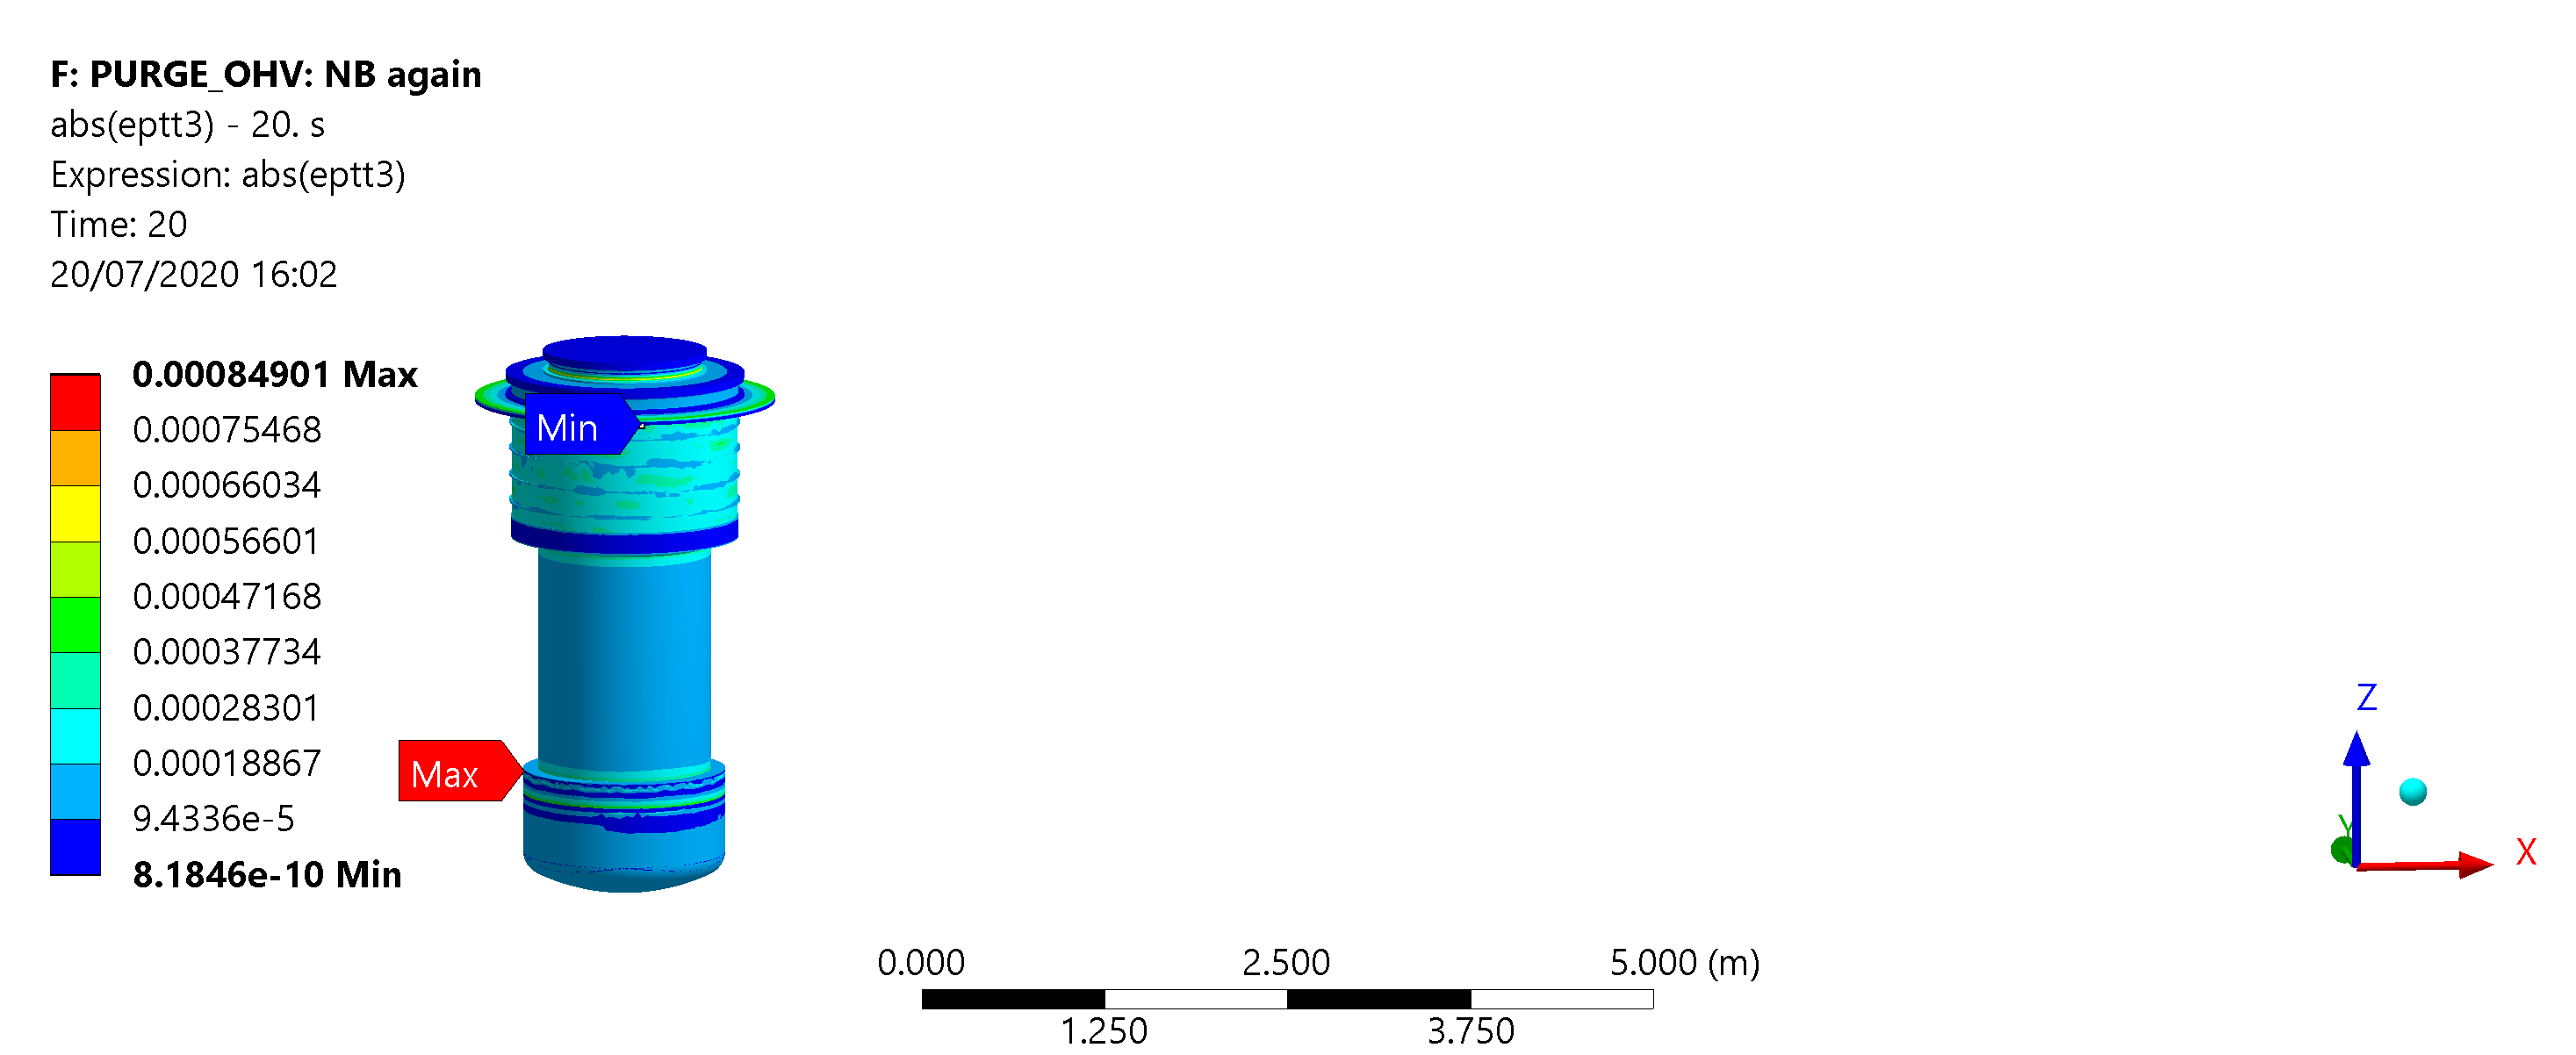 F: PURGE_OHV: NB again
abs(eptt3) - 20. s
Expression: abs(eptt3)
Time: 20
20/07/2020 16:02
0.00084901 Max
0.00075468
0.00066034
0.00056601
0.00047168
0.00037734
0.00028301
0.00018867
9.4336e-5
8.1846e-10 Min
Min
Max
0.000 2.500 5.000 (m)
1.250 3.750
Z
Y
X